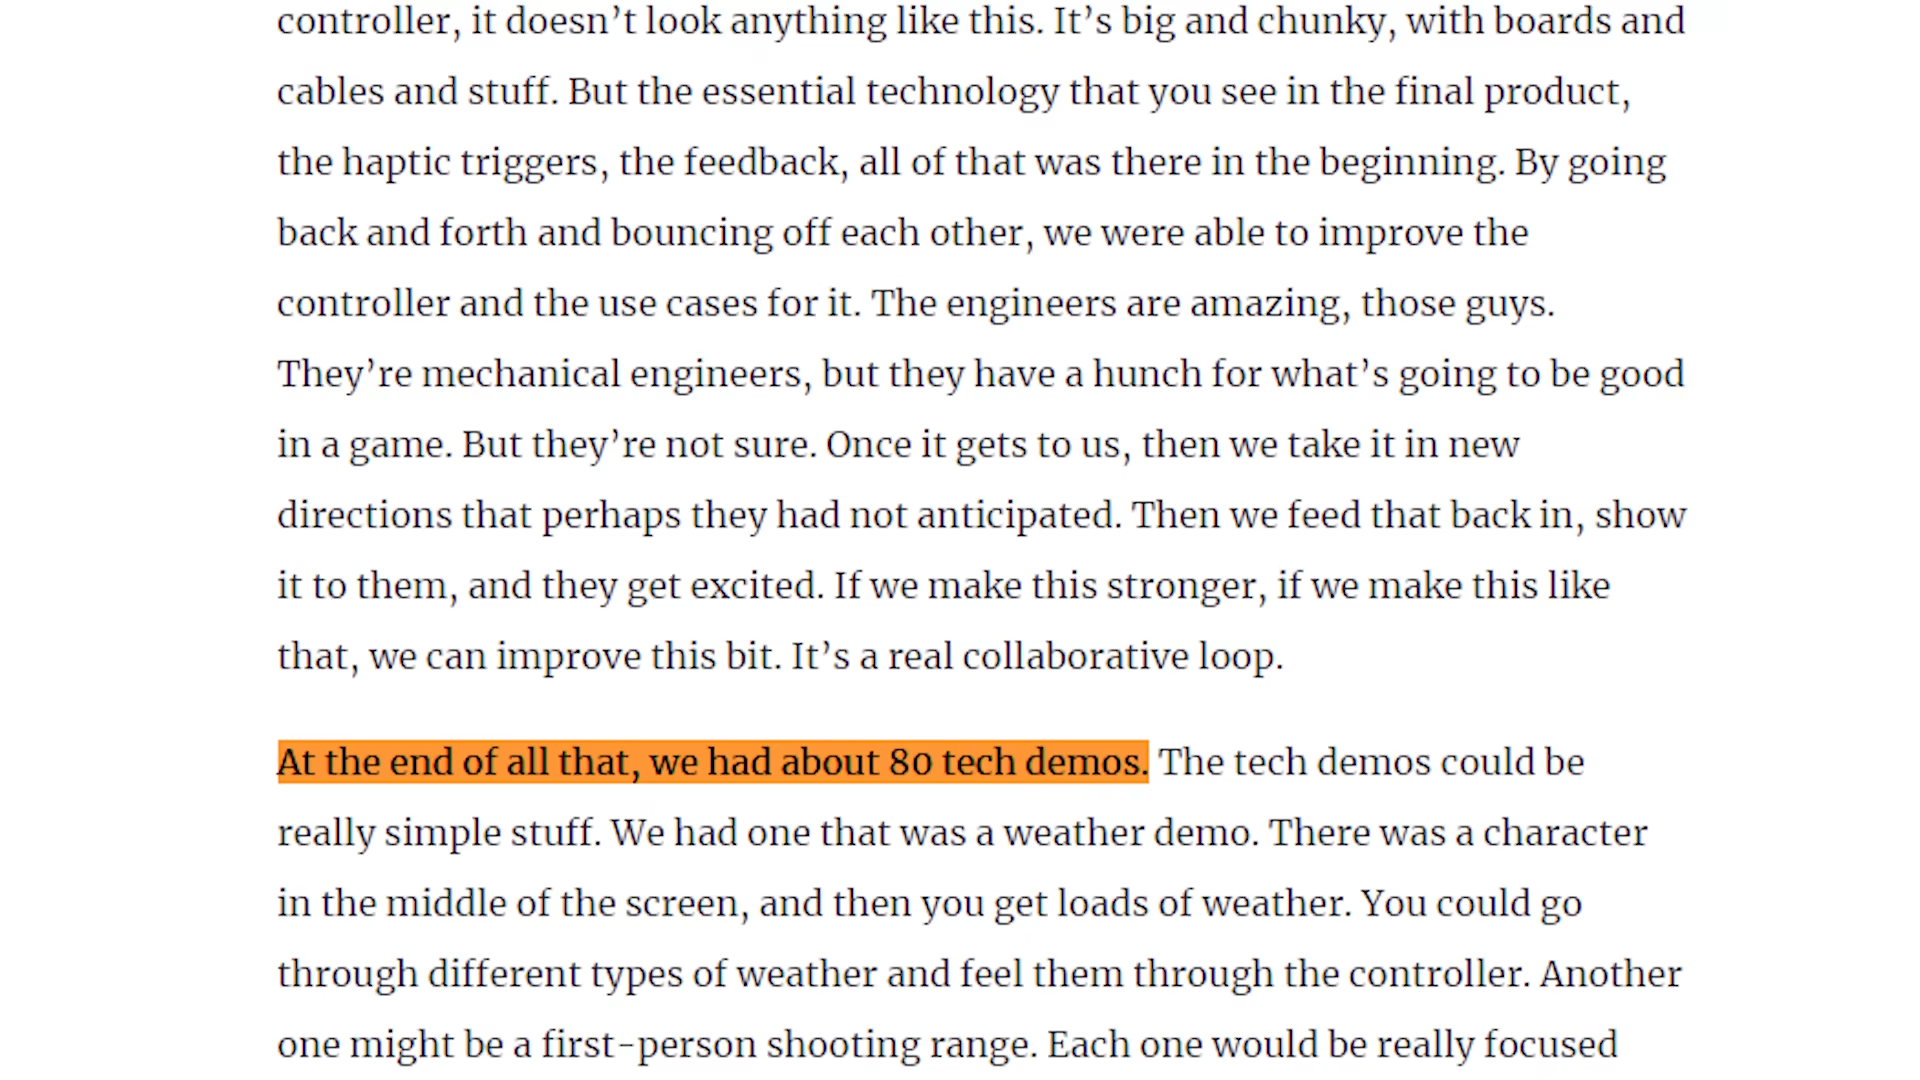 controller, it doesn’t look anything like this. It’s big and chunky, with boards and
cables and stuff. But the essential technology that you see in the final product,
the haptic triggers, the feedback, all of that was there in the beginning. By going
back and forth and bouncing off each other, we were able to improve the
controller and the use cases for it. The engineers are amazing, those guys.
They’re mechanical engineers, but they have a hunch for what’s going to be good
in a game. But they’re not sure. Once it gets to us, then we take it in new
directions that perhaps they had not anticipated. Then we feed that back in, show
it to them, and they get excited. If we make this stronger, if we make this like
that, we can improve this bit. It’s a real collaborative loop.
At the end of all that, we had about 80 tech demos. The tech demos could be
really simple stuff. We had one that was a weather demo. There was a character
in the middle of the screen, and then you get loads of weather. You could go
through different types of weather and feel them through the controller. Another
one might be a first-person shooting range. Each one would be really focused